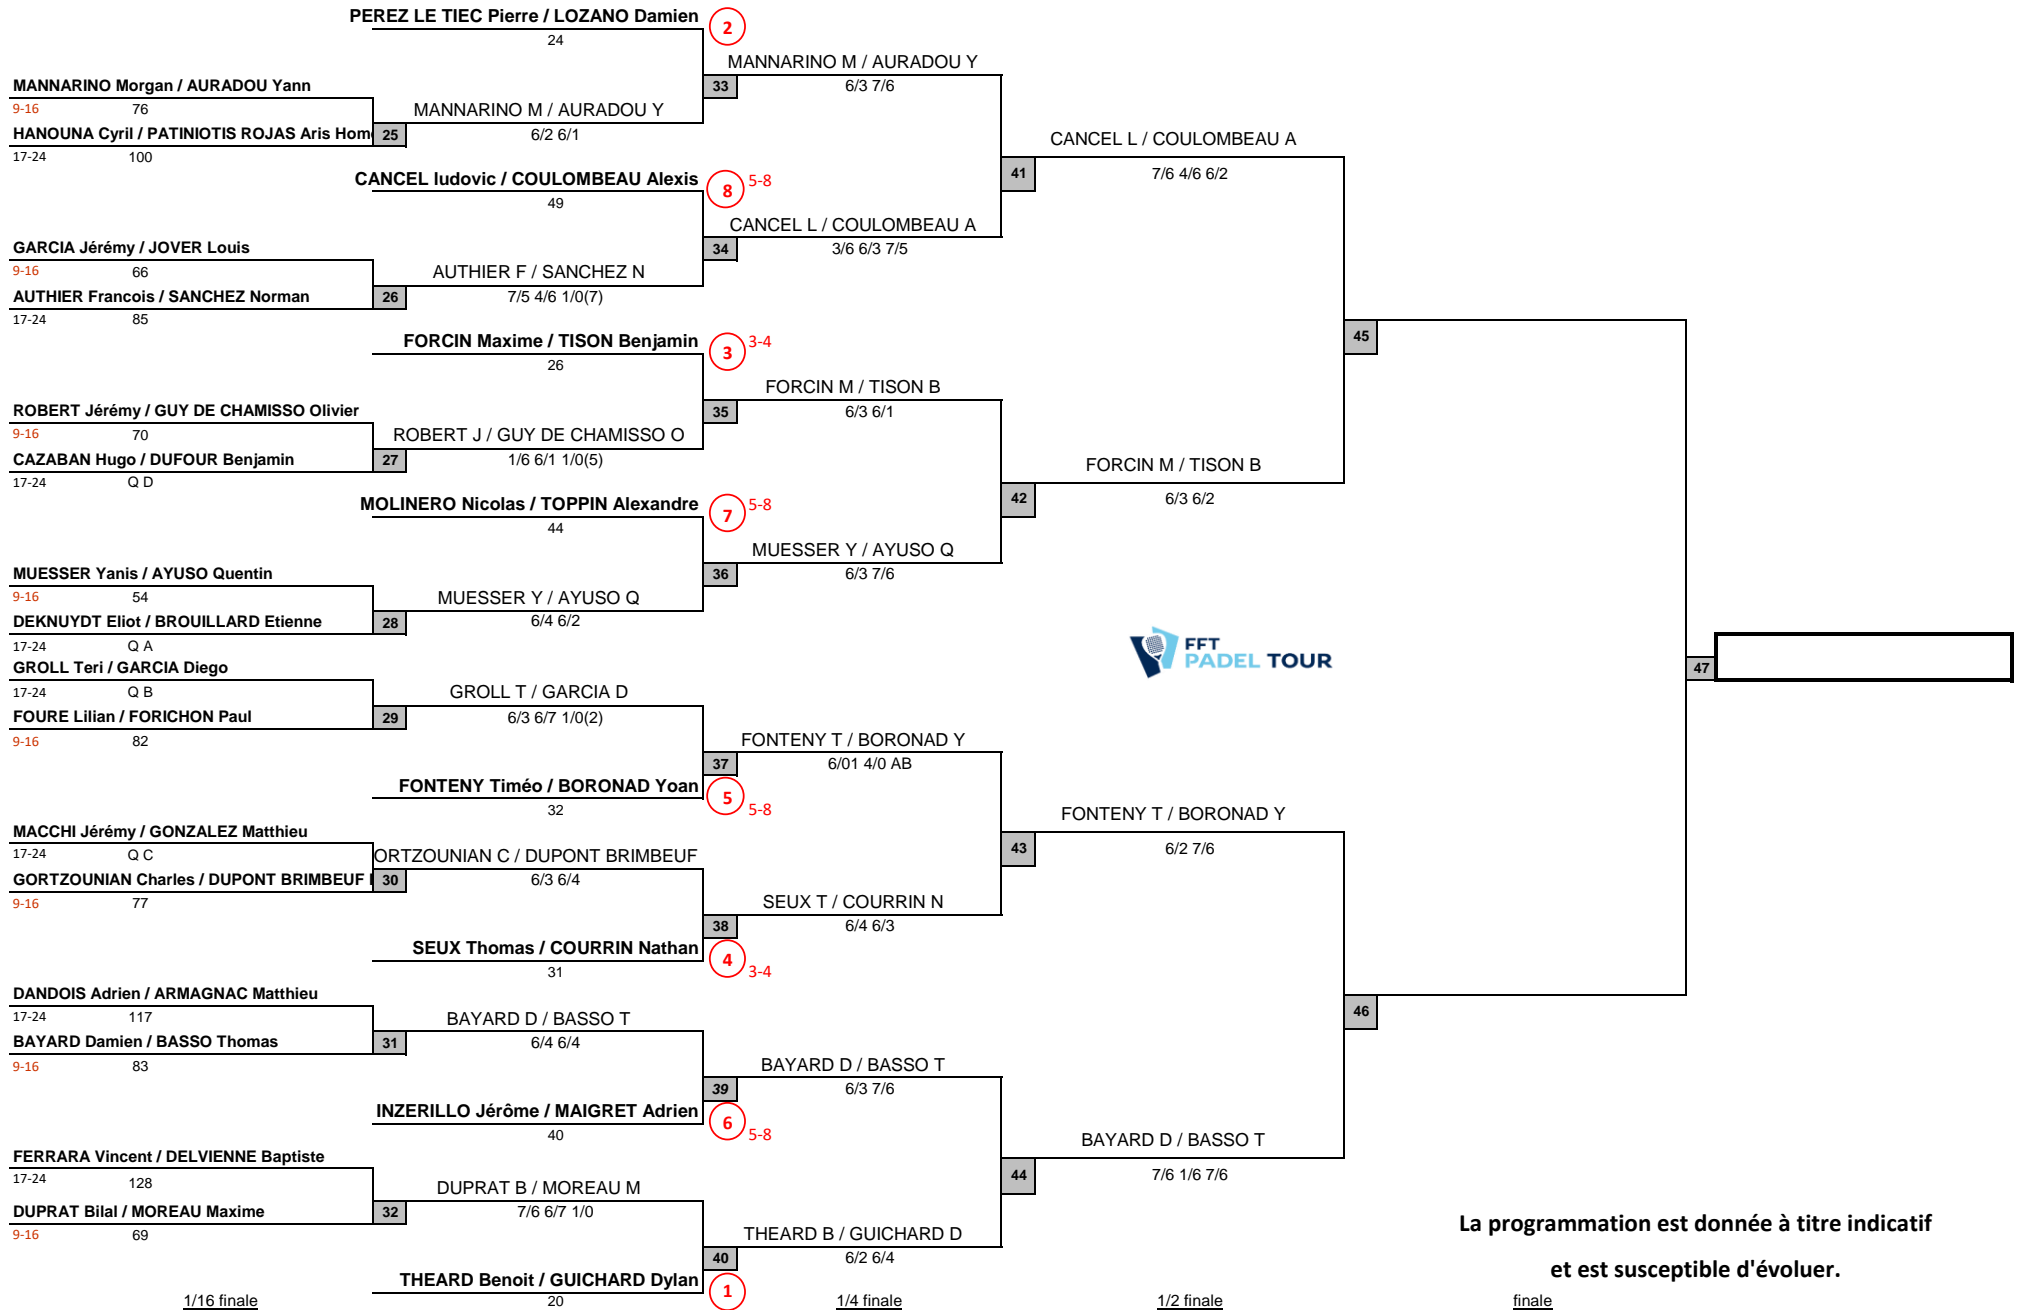 PEREZ LE TIEC Pierre / LOZANO Damien
2
24
MANNARINO M / AURADOU Y
33
6/3 7/6
MANNARINO Morgan / AURADOU Yann
9-16
76
MANNARINO M / AURADOU Y
HANOUNA Cyril / PATINIOTIS ROJAS Aris Hom
25
6/2 6/1
17-24
100
CANCEL L / COULOMBEAU A
41
7/6 4/6 6/2
CANCEL ludovic / COULOMBEAU Alexis
8
5-8
49
CANCEL L / COULOMBEAU A
34
3/6 6/3 7/5
GARCIA Jérémy / JOVER Louis
9-16
66
AUTHIER F / SANCHEZ N
AUTHIER Francois / SANCHEZ Norman
26
7/5 4/6 1/0(7)
17-24
85
FORCIN Maxime / TISON Benjamin
3
3-4
45
26
FORCIN M / TISON B
35
6/3 6/1
ROBERT Jérémy / GUY DE CHAMISSO Olivier
9-16
70
ROBERT J / GUY DE CHAMISSO O
CAZABAN Hugo / DUFOUR Benjamin
27
1/6 6/1 1/0(5)
17-24
Q D
FORCIN M / TISON B
42
6/3 6/2
MOLINERO Nicolas / TOPPIN Alexandre
7
5-8
44
MUESSER Y / AYUSO Q
36
6/3 7/6
MUESSER Yanis / AYUSO Quentin
9-16
54
MUESSER Y / AYUSO Q
DEKNUYDT Eliot / BROUILLARD Etienne
28
6/4 6/2
17-24
Q A
FFT
PADEL TOUR
47
GROLL Teri / GARCIA Diego
17-24
Q B
GROLL T / GARCIA D
FOURE Lilian / FORICHON Paul
29
6/3 6/7 1/0(2)
9-16
82
FONTENY T / BORONAD Y
37
6/01 4/0 AB
FONTENY Timéo / BORONAD Yoan
5
5-8
32
FONTENY T / BORONAD Y
43
6/2 7/6
MACCHI Jérémy / GONZALEZ Matthieu
17-24
Q C
ORTZOUNIAN C / DUPONT BRIMBEUF
GORTZOUNIAN Charles / DUPONT BRIMBEUF
30
6/3 6/4
9-16
77
SEUX T / COURRIN N
38
6/4 6/3
SEUX Thomas / COURRIN Nathan
4
3-4
31
DANDOIS Adrien / ARMAGNAC Matthieu
17-24
117
46
BAYARD D / BASSO T
BAYARD Damien / BASSO Thomas
31
6/4 6/4
9-16
83
BAYARD D / BASSO T
39
6/3 7/6
INZERILLO Jérôme / MAIGRET Adrien
6
5-8
40
BAYARD D / BASSO T
44
7/6 1/6 7/6
FERRARA Vincent / DELVIENNE Baptiste
17-24
128
DUPRAT B / MOREAU M
DUPRAT Bilal / MOREAU Maxime
32
7/6 6/7 1/0
9-16
69
THEARD B / GUICHARD D
40
6/2 6/4
THEARD Benoit / GUICHARD Dylan
1
20
La programmation est donnée à titre indicatif
et est susceptible d'évoluer.
1/16 finale
1/4 finale
1/2 finale
finale